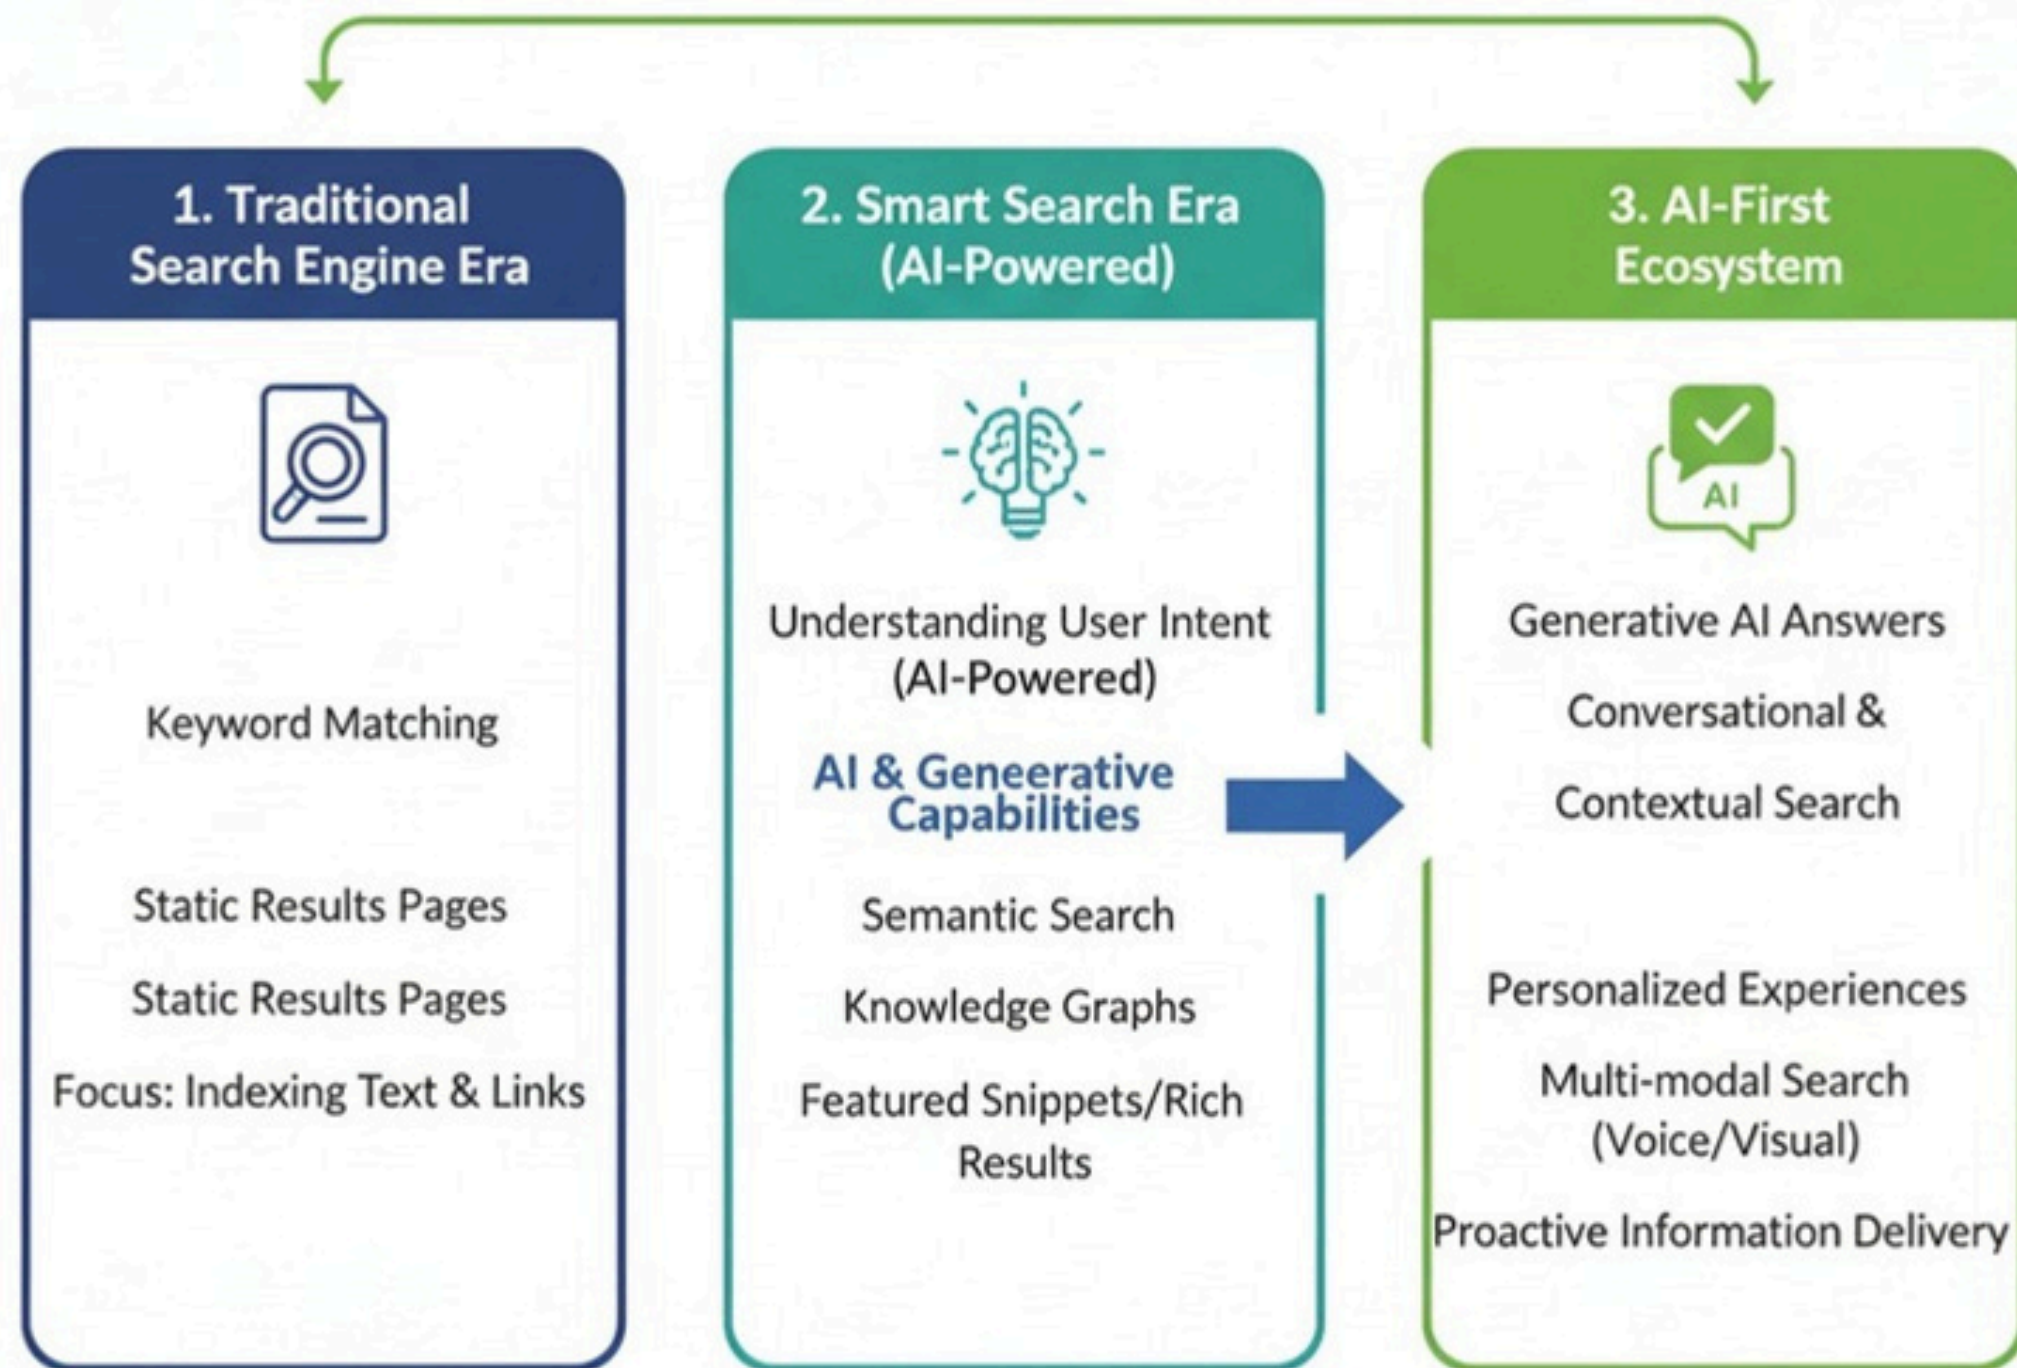 1. Traditional
Search Engine Era
Keyword Matching
Static Results Pages
Static Results Pages
Focus: Indexing Text & Links
2. Smart Search Era
(AI-Powered)
Understanding User Intent
(AI-Powered)
AI & Geneerative
Capabilities
Semantic Search
Knowledge Graphs
Featured Snippets/Rich
Results
3. AI-First
Ecosystem
AI
Generative AI Answers
Conversational &
Contextual Search
Personalized Experiences
Multi-modal Search
(Voice/Visual)
Proactive Information Delivery